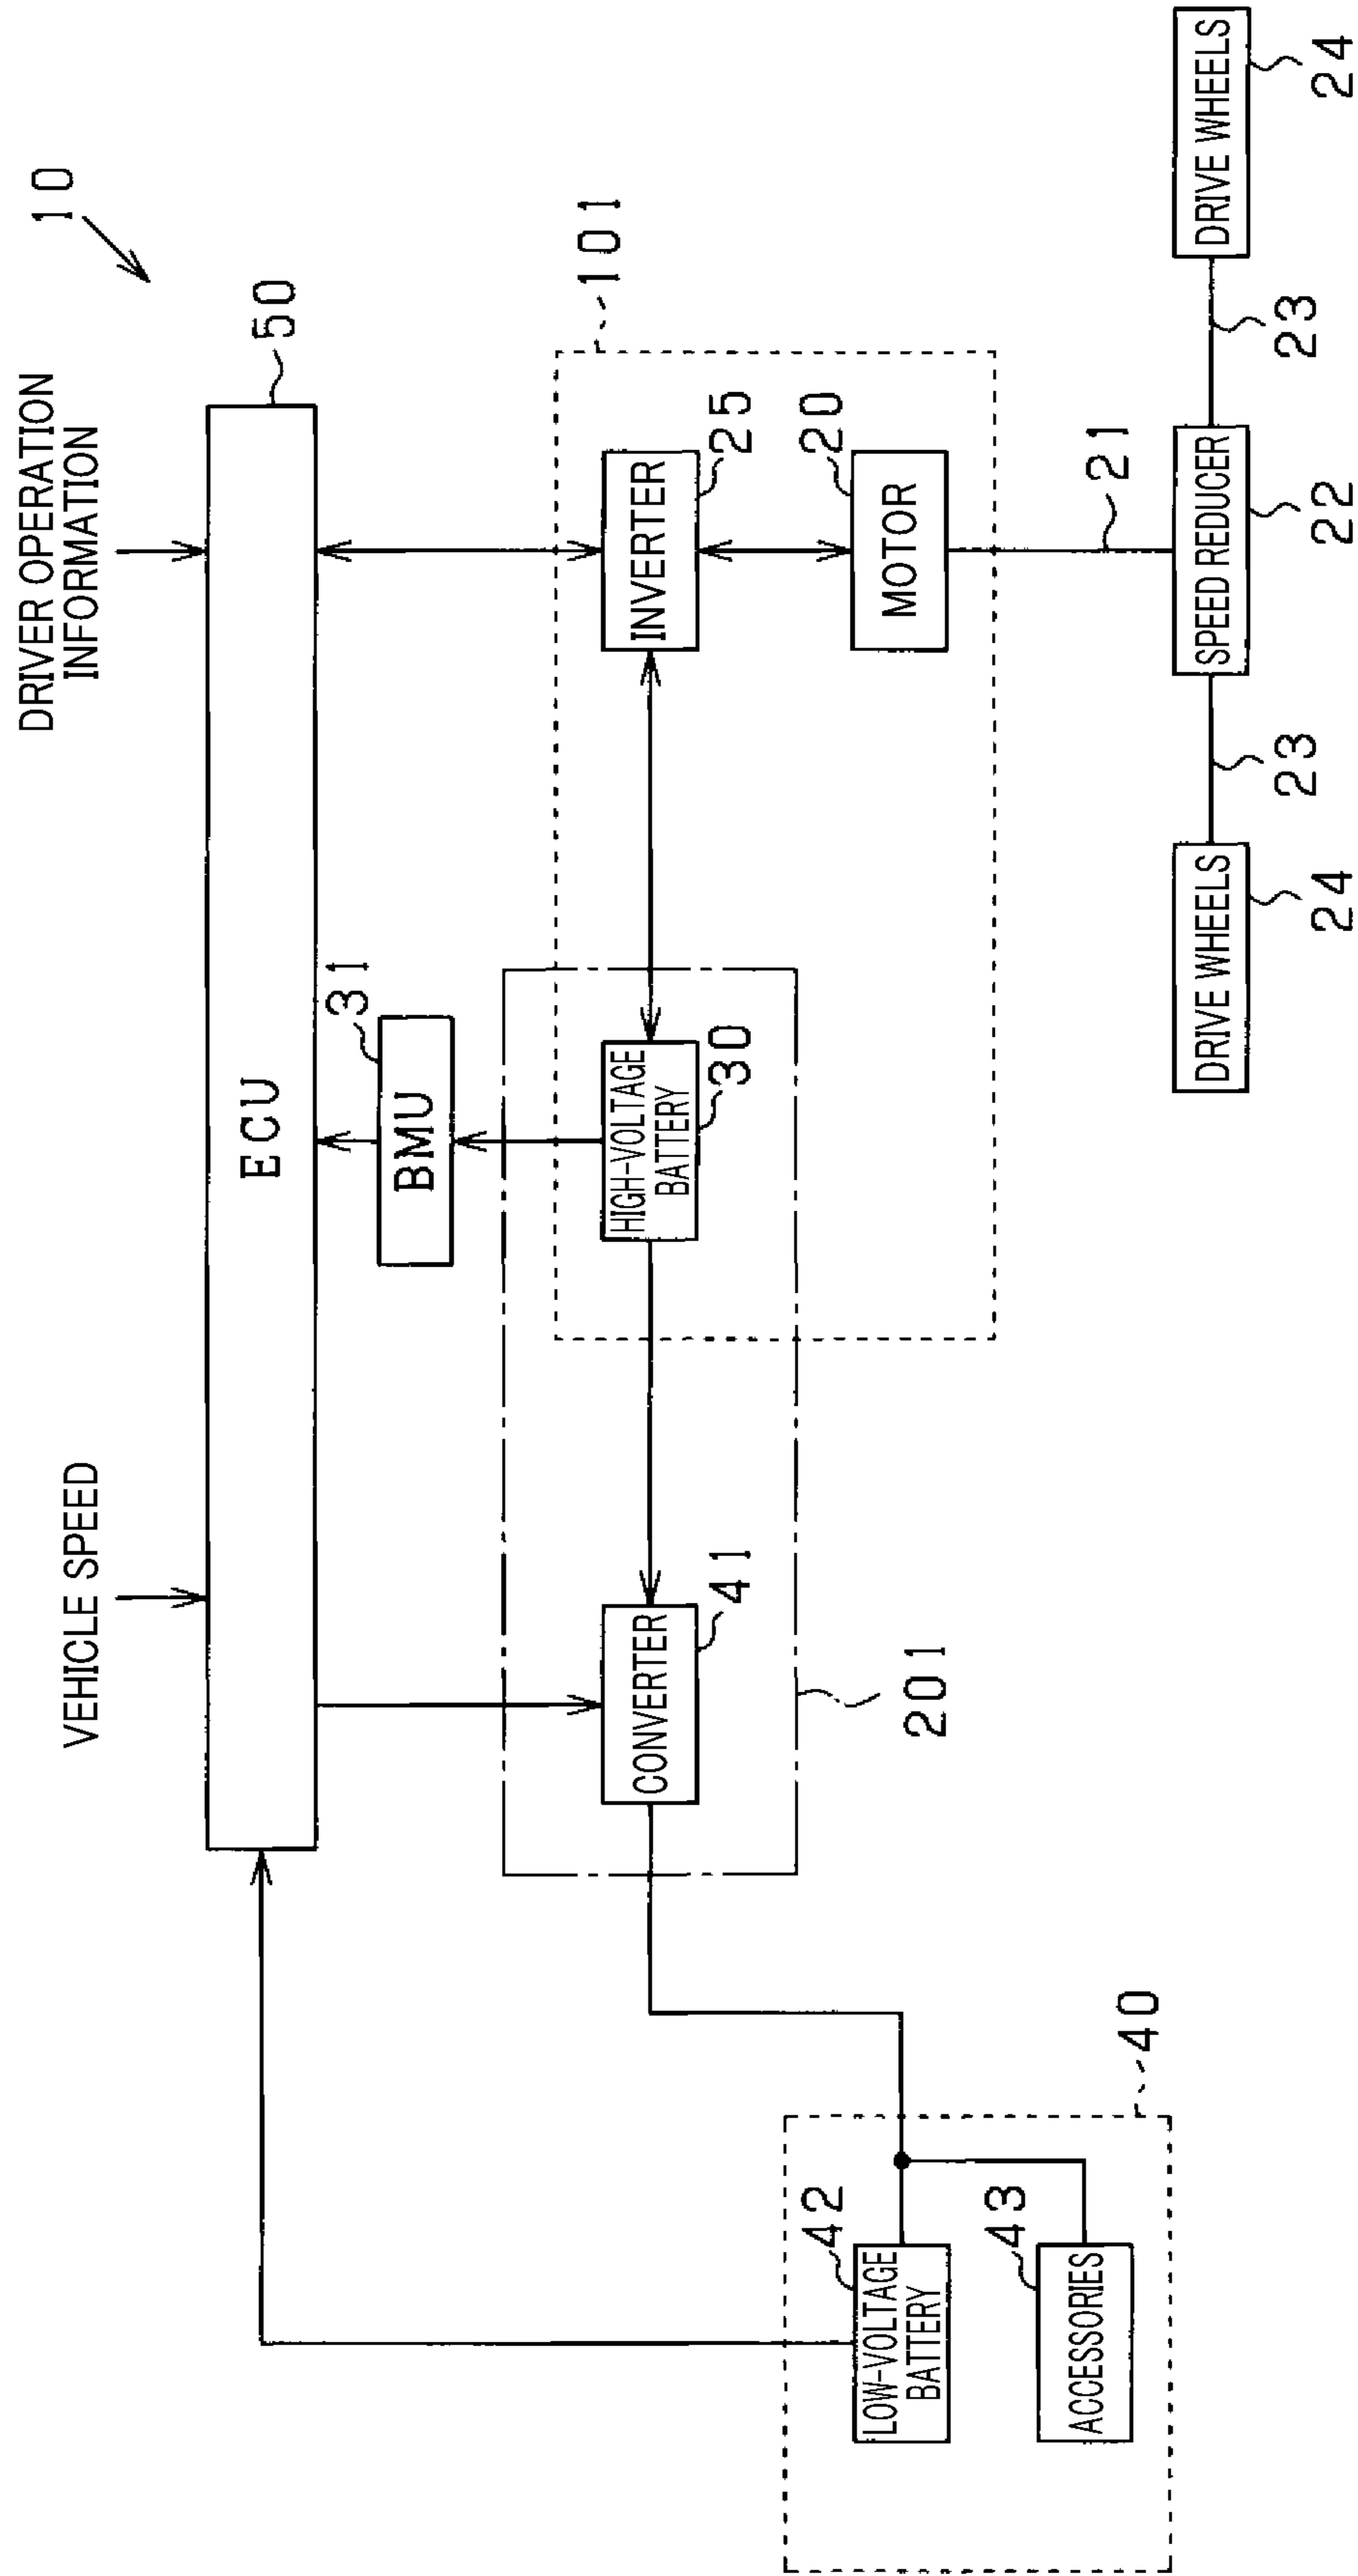 10
DRIVER OPERATION
INFORMATION
VEHICLE SPEED
50
ECU
31
BMU
101
INVERTER
25
HIGH-VOLTAGE
BATTERY
30
CONVERTER
41
201
MOTOR
20
21
LOW-VOLTAGE
BATTERY
42
ACCESSORIES
43
40
DRIVE WHEELS
24
23
SPEED REDUCER
22
23
DRIVE WHEELS
24